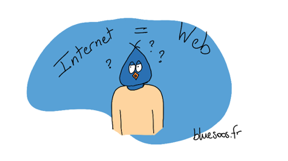 Internet = Web
? ? ? ?
bluesoos.fr